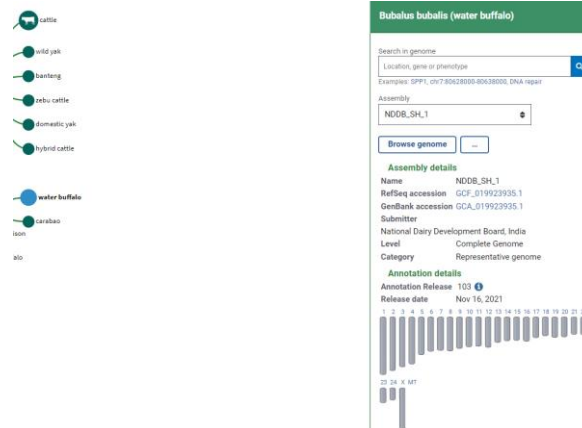 cattle
wild yak
banteng
zebu cattle
domestic yak
hybrid cattle
water buffalo
carabao
ison
alo
Bubalus bubalis (water buffalo)
Search in genome
Location, gene or phenotype
Examples: SPP1, chr7:80628000-80638000, DNA repair
Assembly
NDDB_SH_1
Browse genome ...
Assembly details
Name NDDB_SH_1
RefSeq accession GCF_019923935.1
GenBank accession GCA_019923935.1
Submitter
National Dairy Development Board, India
Level Complete Genome
Category Representative genome
Annotation details
Annotation Release 103
Release date Nov 16, 2021
1 2 3 4 5 6 7 8 9 10 11 12 13 14 15 16 17 18 19 20 21
23 24 X MT